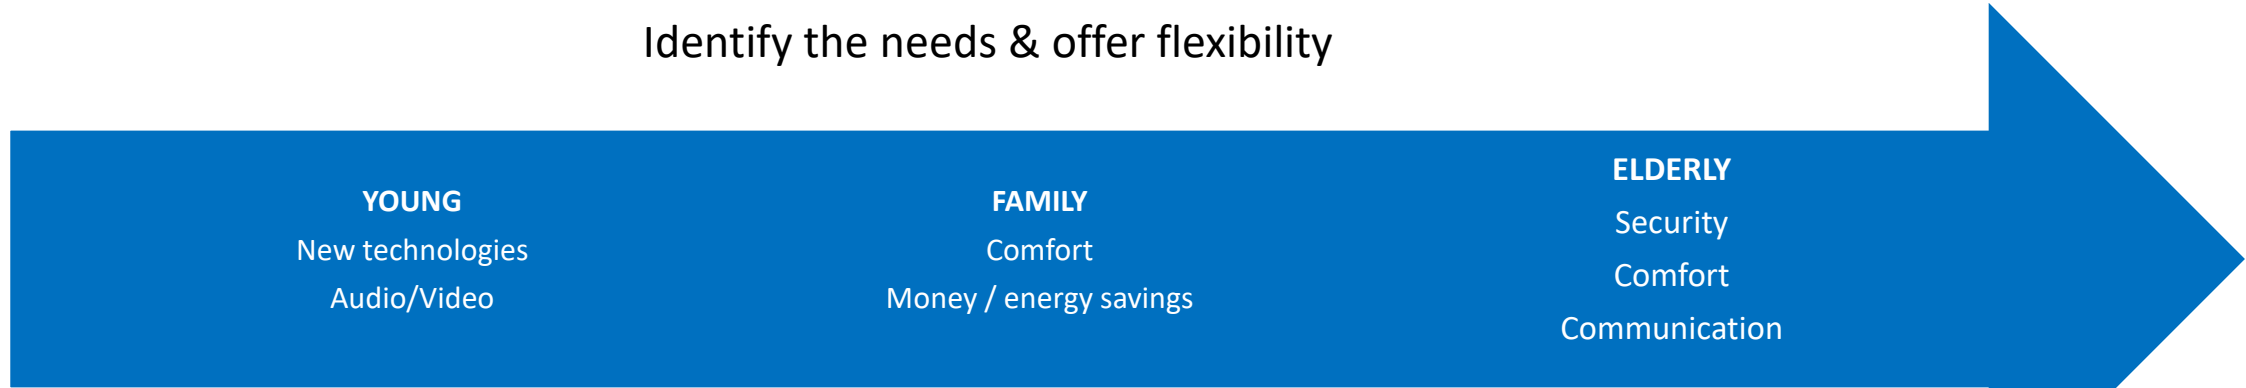 Identify the needs & offer flexibility
YOUNG
New technologies
Audio/Video
FAMILY
Comfort
Money / energy savings
ELDERLY
Security
Comfort
Communication